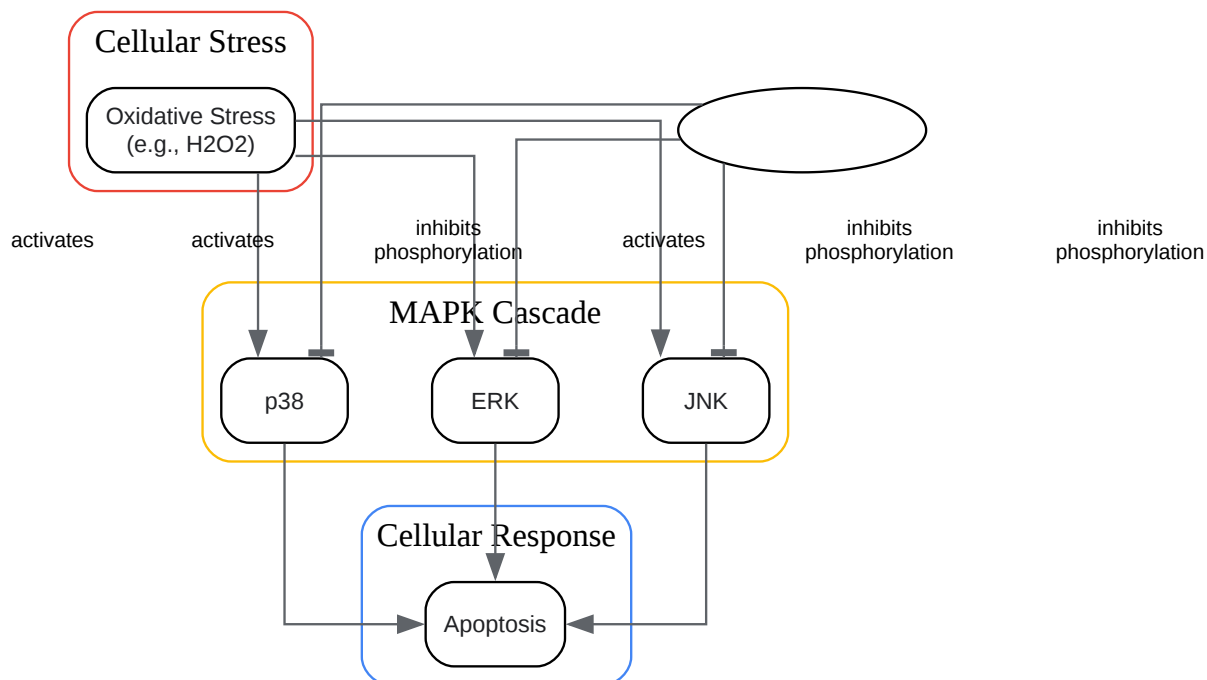 Cellular Stress
Oxidative Stress
(e.g., H2O2)
activates
activates
inhibits
phosphorylation
activates
inhibits
phosphorylation
inhibits
phosphorylation
MAPK Cascade
p38
ERK
JNK
Cellular Response
Apoptosis